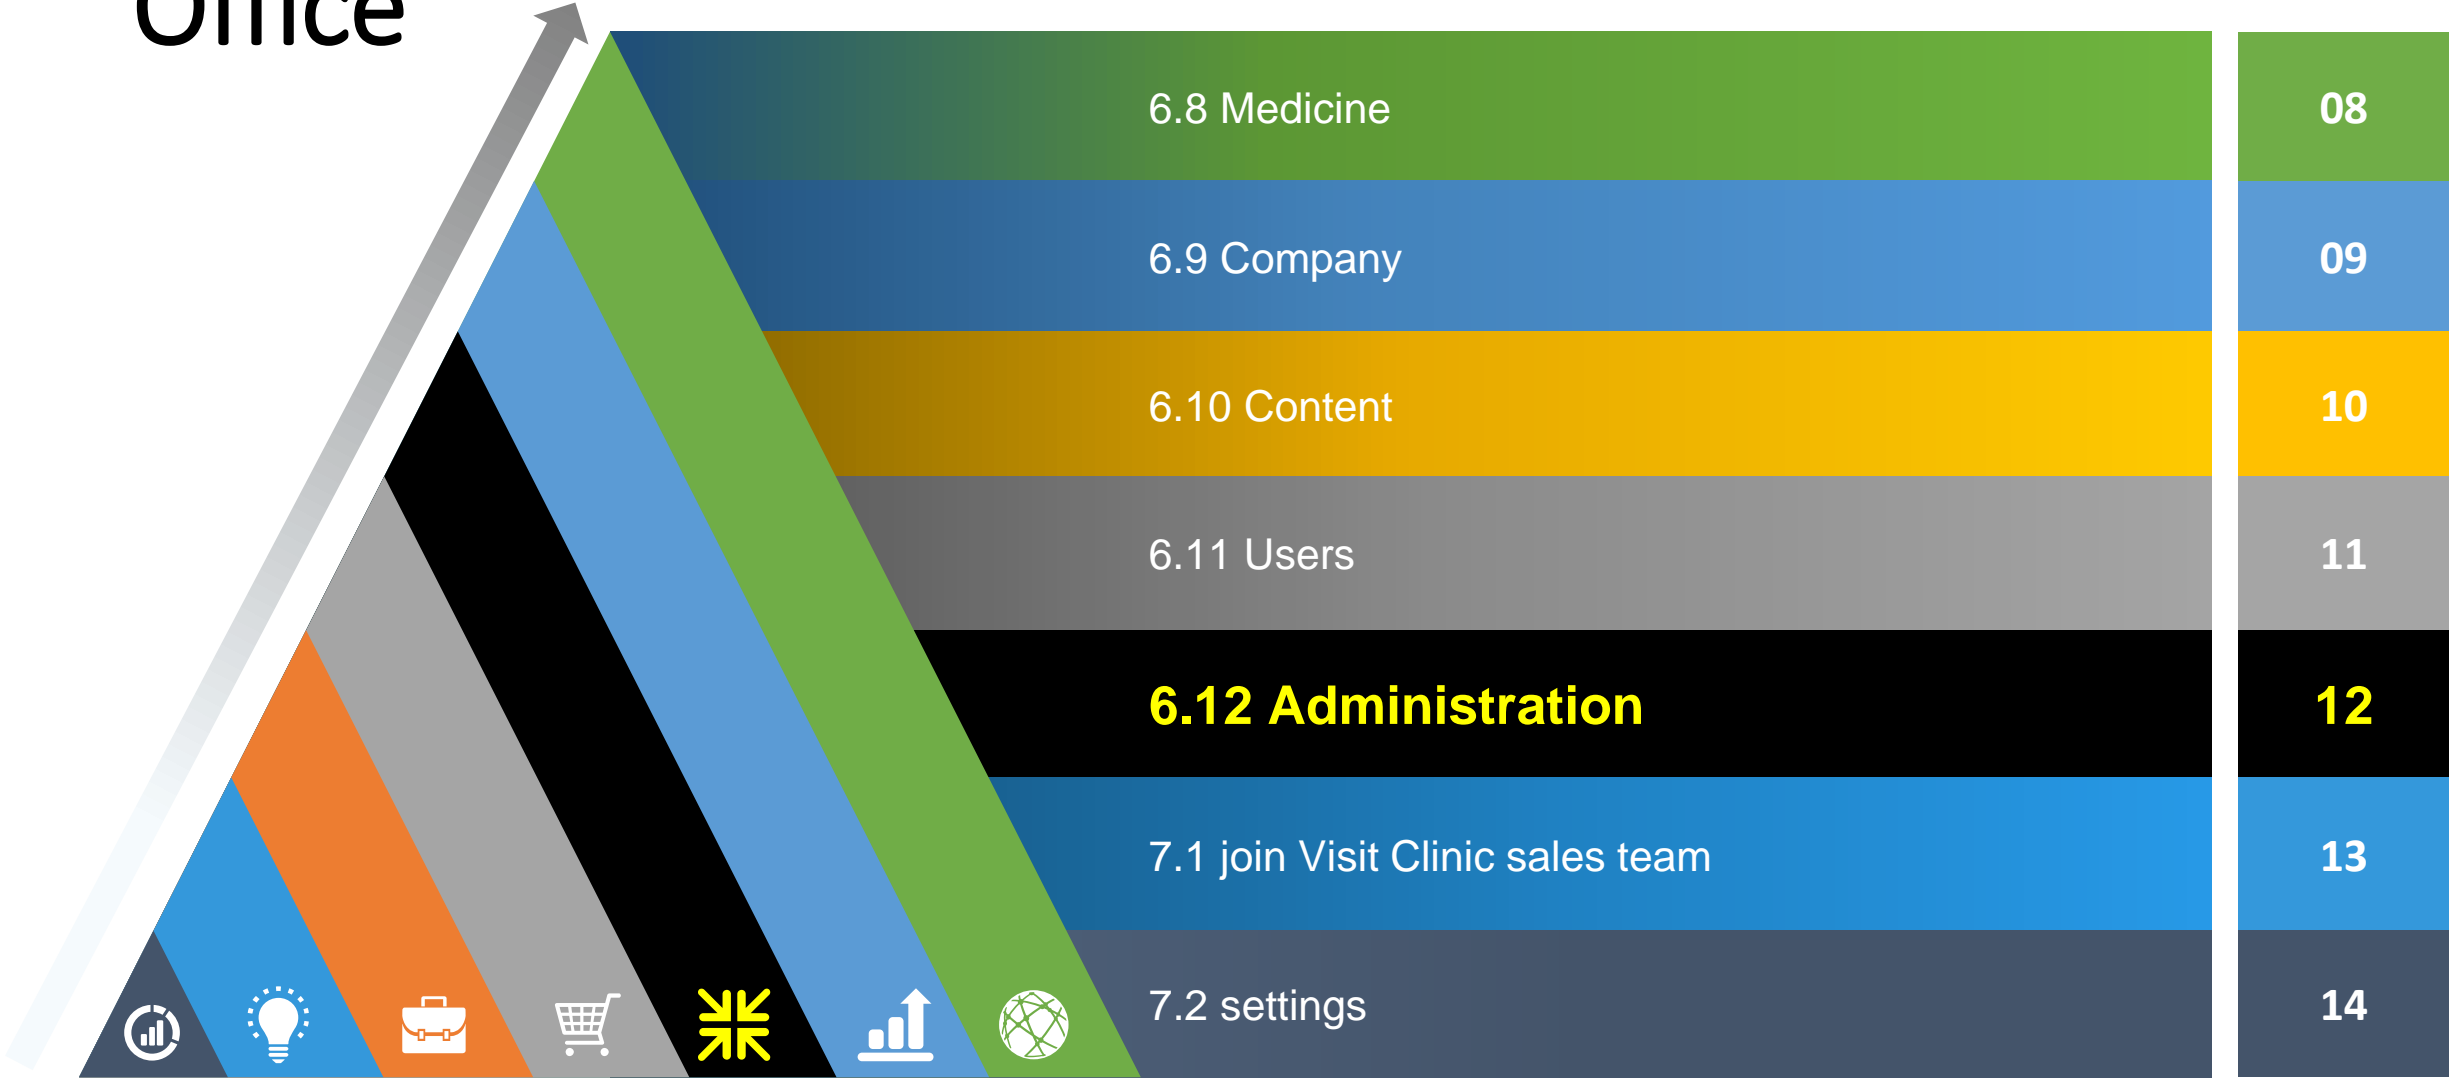 Office
6.8 Medicine
08
6.9 Company
09
6.10 Content
10
6.11 Users
11
6.12 Administration
12
7.1 join Visit Clinic sales team
13
7.2 settings
14